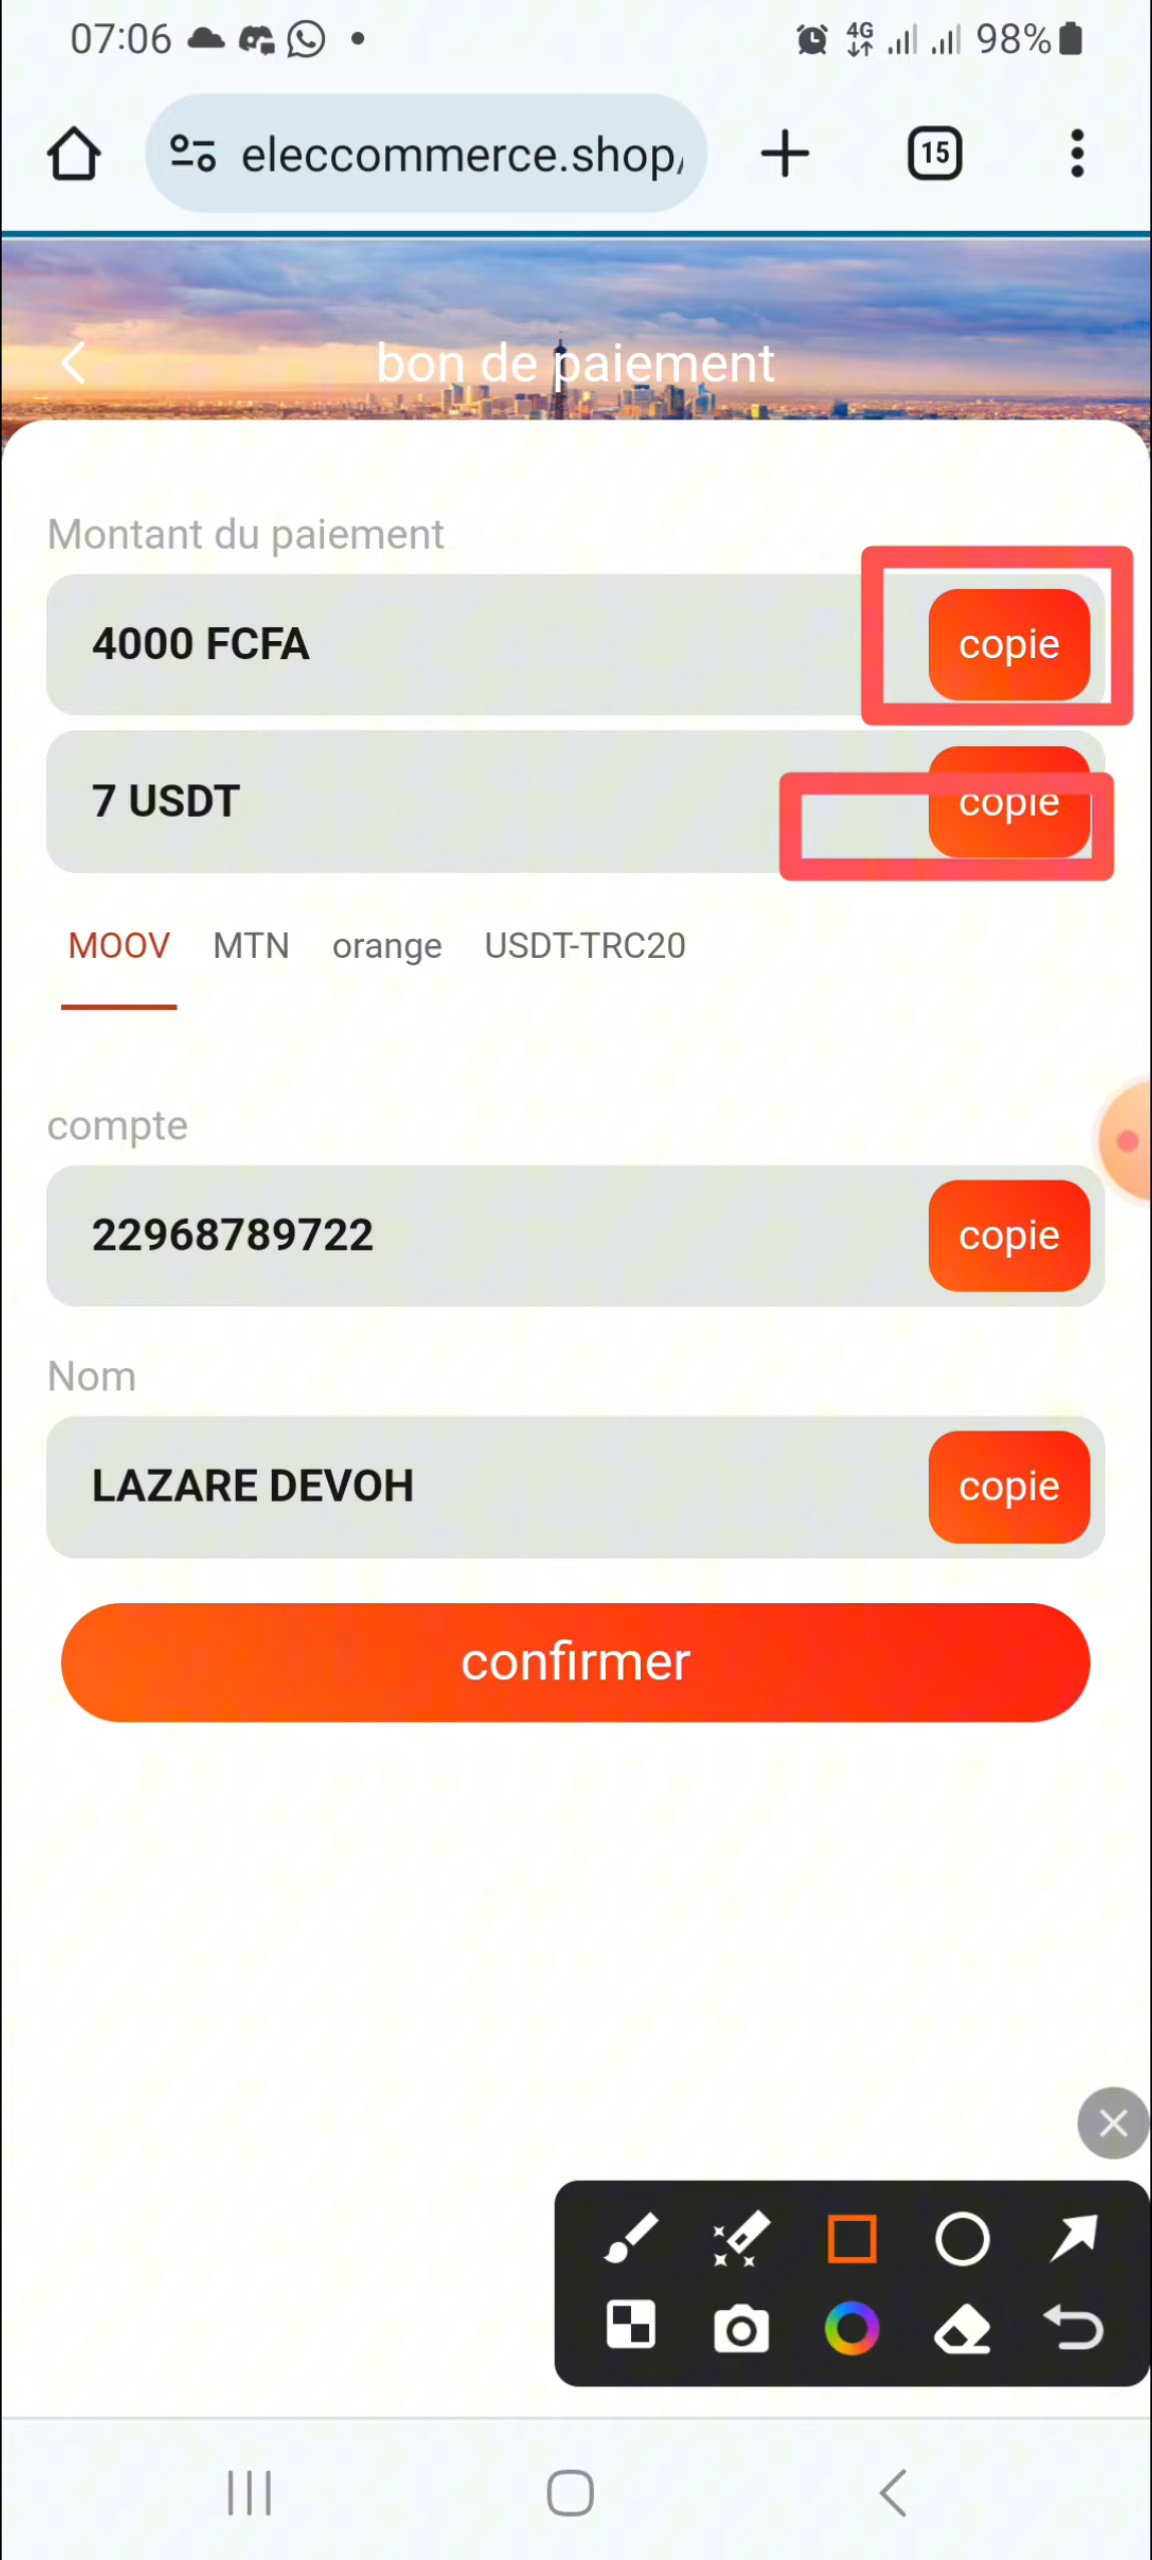 07:06
4G
98%
eleccommerce.shop/
15
bon de paiement
Montant du paiement
4000 FCFA
copie
7 USDT
copie
MOOV MTN orange USDT-TRC20
compte
22968789722
copie
Nom
LAZARE DEVOH
copie
confirmer